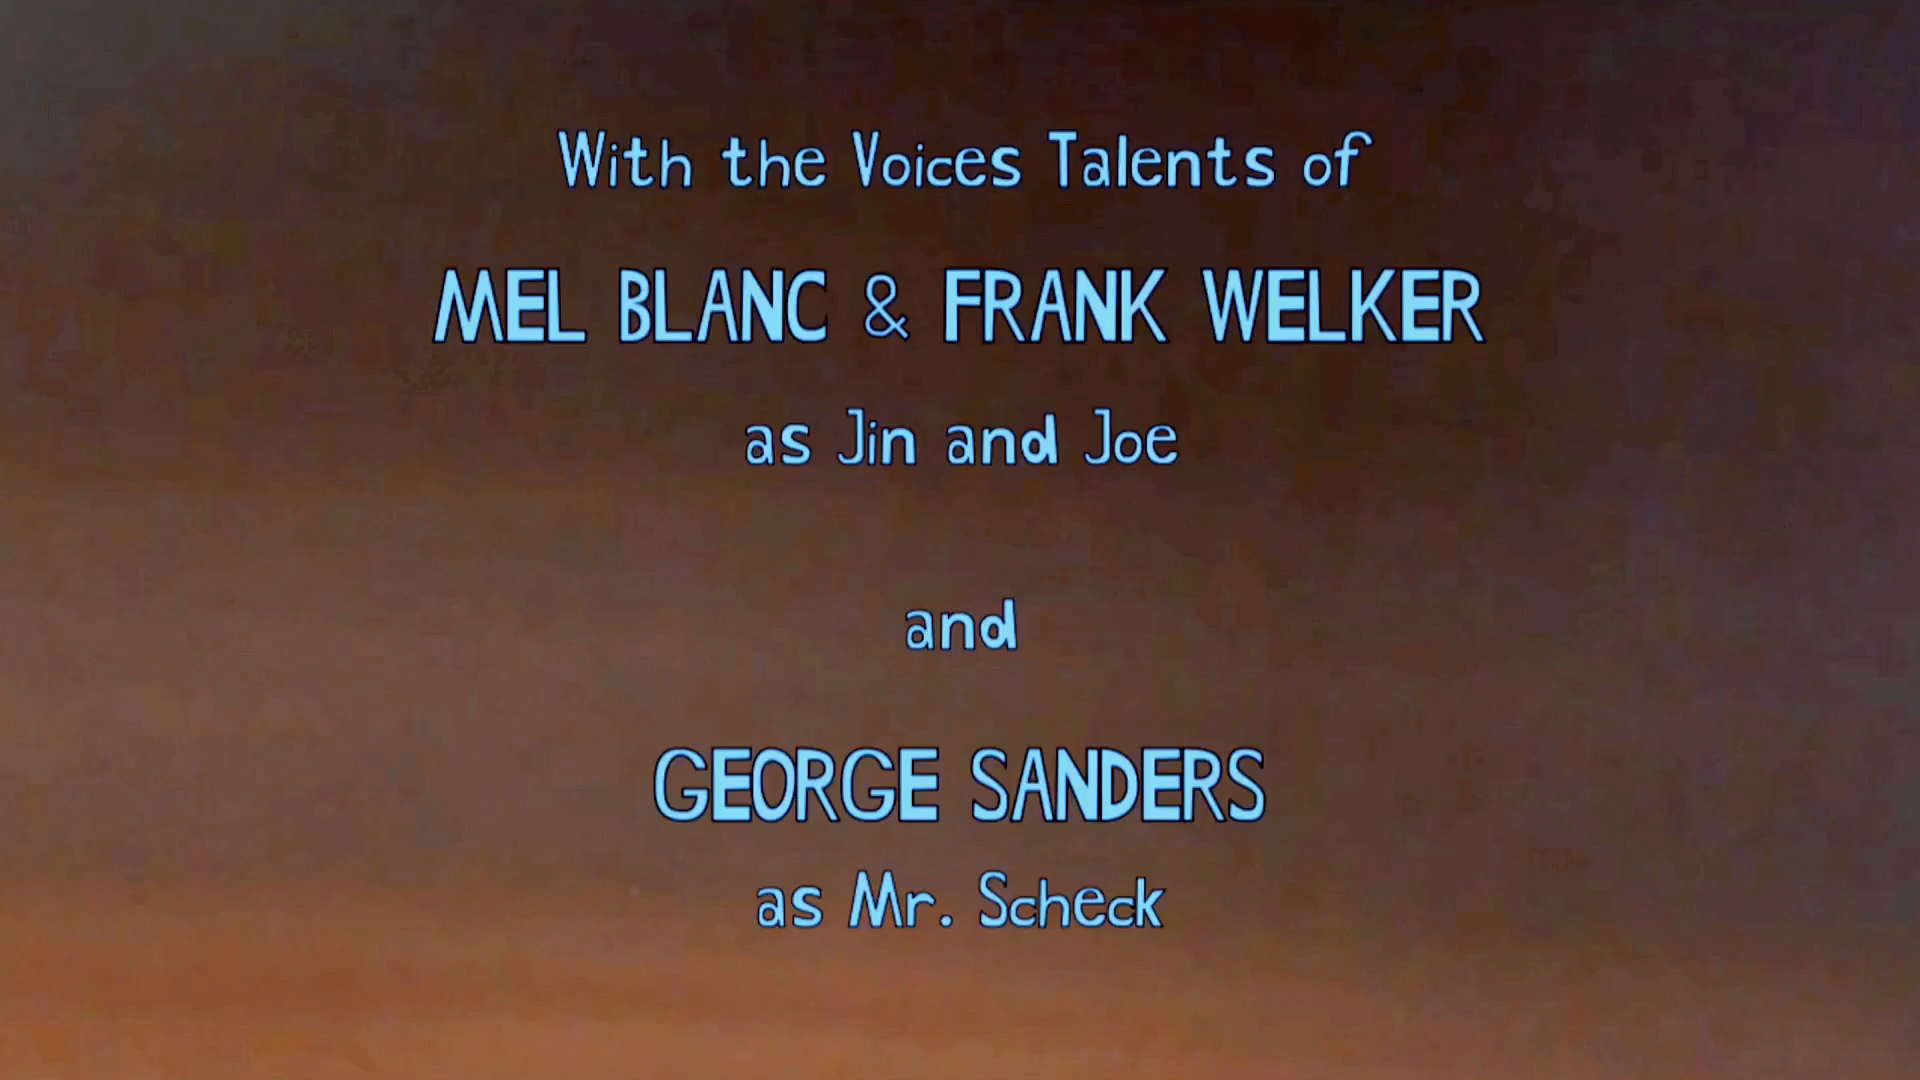 With the Voices Talents of
MEL BLANC & FRANK WELKER
as Jin and Joe
and
GEORGE SANDERS
as Mr. Scheck